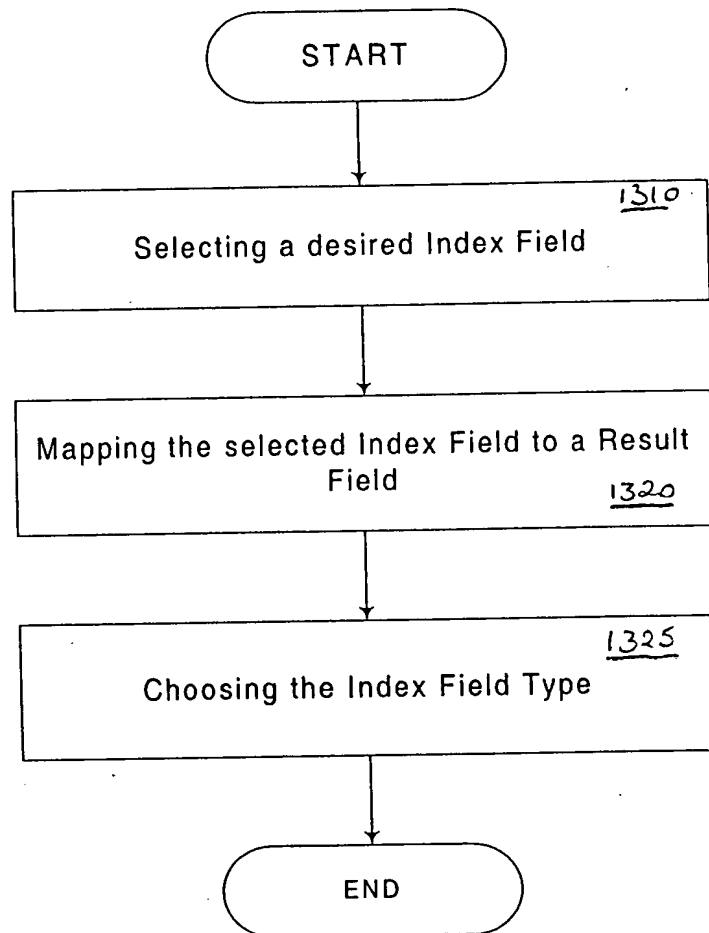 START
1310
Selecting a desired Index Field
Mapping the selected Index Field to a Result
Field
1320
1325
Choosing the Index Field Type
END